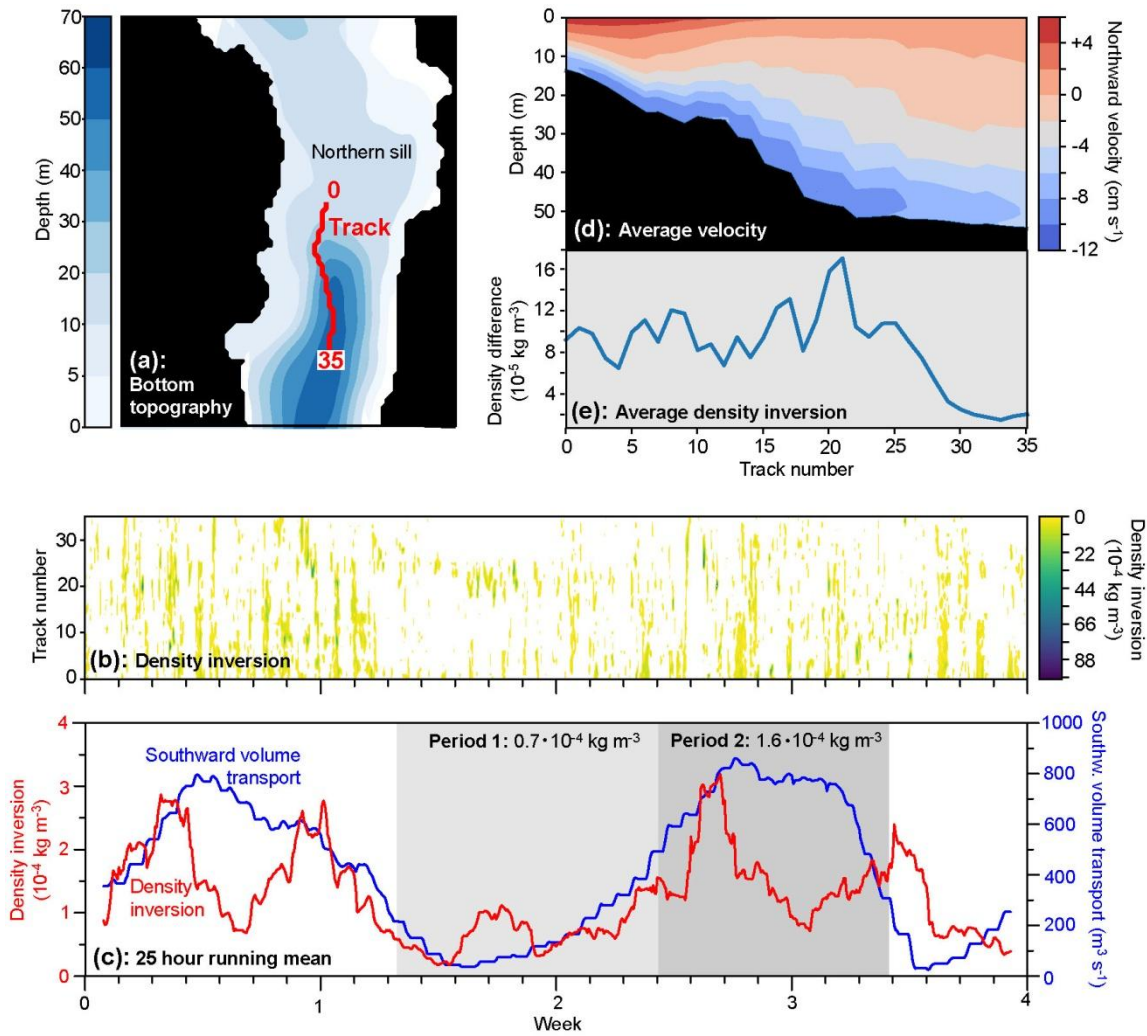 70
60
50
40
30
20
10
5
0
Depth (m)
Northern sill
0
Track
35
(a):
Bottom
topography
0
10
20
30
40
50
Depth (m)
(d): Average velocity
+4
0
-4
-8
-12
Northward velocity (cm s⁻¹)
16
12
8
4
Density difference
(10⁻⁵ kg m⁻³)
(e): Average density inversion
0 5 10 15 20 25 30 35
Track number
30
20
10
0
Track number
(b): Density inversion
0
22
44
66
88
Density inversion
(10⁻⁴ kg m⁻³)
4
3
2
1
0
Density inversion
(10⁻⁴ kg m⁻³)
Southward volume
transport
Density
inversion
Period 1: 0.7·10⁻⁴ kg m⁻³
Period 2: 1.6·10⁻⁴ kg m⁻³
(c): 25 hour running mean
1000
800
600
400
200
0
Southw. volume transport (m³ s⁻¹)
0 1 2 3 4
Week